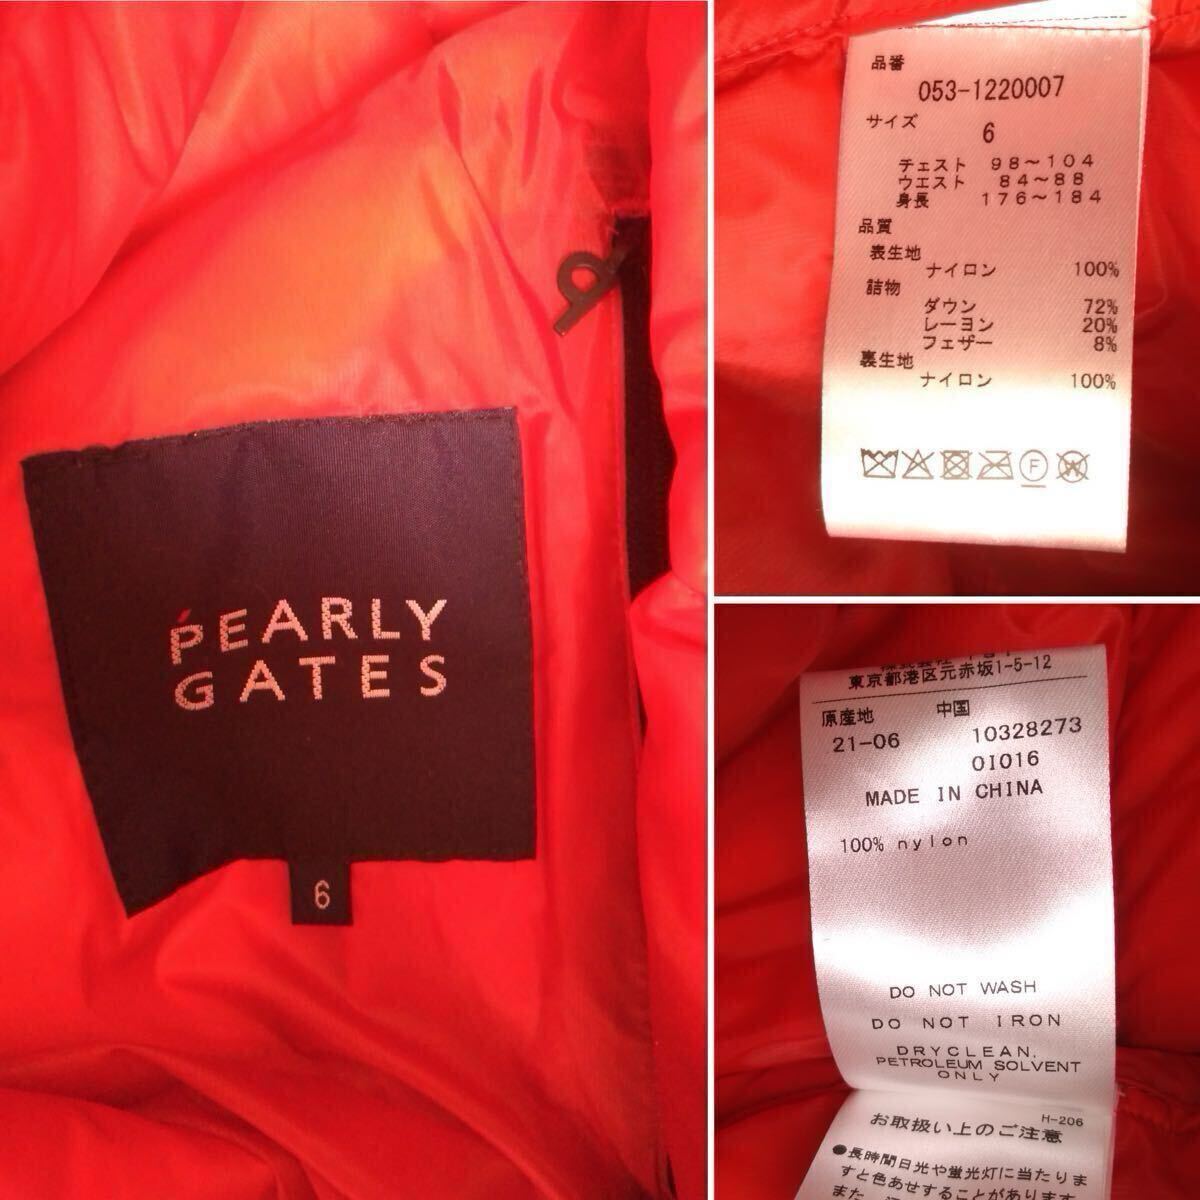 PEARLY
GATES
6
品番
053-1220007
サイズ
6
チェスト 98～104
ウエスト 84～88
身長 176～184
品質
表生地
ナイロン 100%
詰物
ダウン 72%
レーヨン 20%
フェザー 8%
裏生地
ナイロン 100%
F
W
東京都港区元赤坂1-5-12
原産地 中国
21-06 10328273
01016
MADE IN CHINA
100% nylon
DO NOT WASH
DO NOT IRON
DRYCLEAN,
PETROLEUM SOLVENT
ONLY
H-206
お取扱い上のご注意
●長時間日光や蛍光灯に当たりま
すと色あせすることがあります
また、